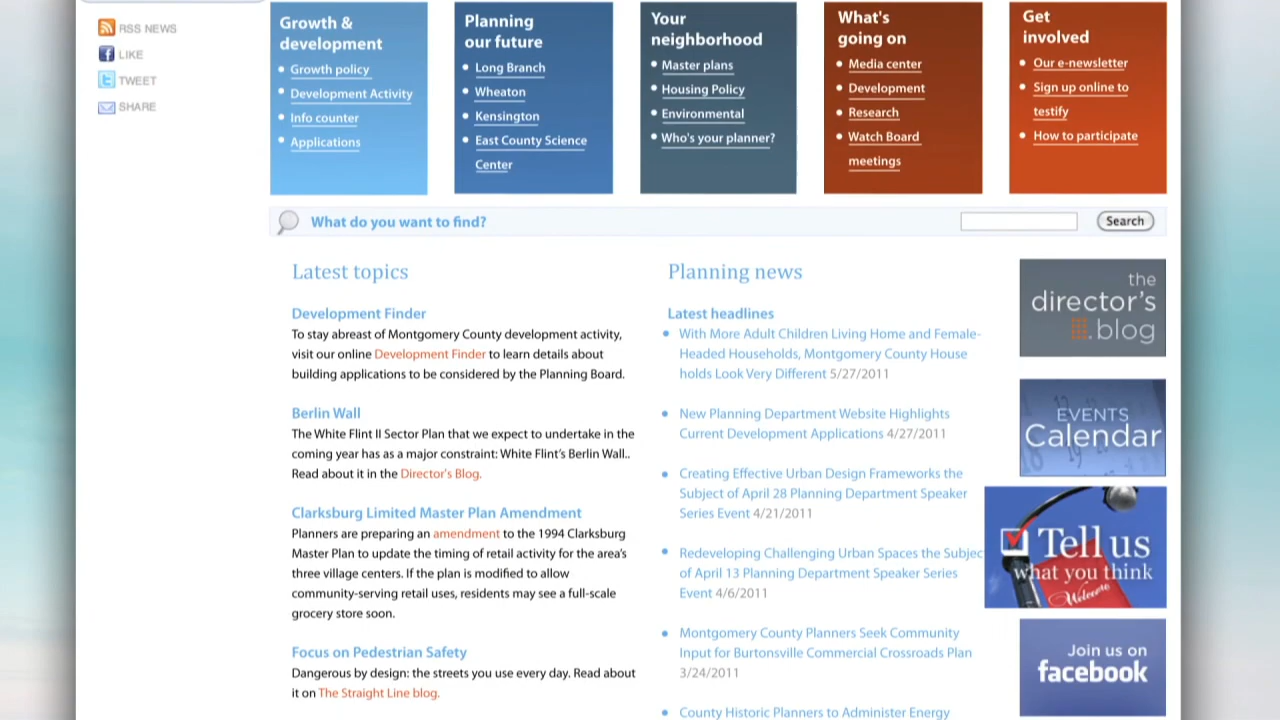 RSS NEWS
LIKE
TWEET
SHARE
Growth &
development
Growth policy
Development Activity
Info counter
Applications
Planning
our future
Long Branch
Wheaton
Kensington
East County Science
Center
Your
neighborhood
Master plans
Housing Policy
Environmental
Who's your planner?
What's
going on
Media center
Development
Research
Watch Board
meetings
Get
involved
Our e-newsletter
Sign up online to
testify
How to participate
What do you want to find?
Search
Latest topics
Development Finder
To stay abreast of Montgomery County development activity,
visit our online Development Finder to learn details about
building applications to be considered by the Planning Board.
Berlin Wall
The White Flint II Sector Plan that we expect to undertake in the
coming year has as a major constraint: White Flint's Berlin Wall..
Read about it in the Director's Blog.
Clarksburg Limited Master Plan Amendment
Planners are preparing an amendment to the 1994 Clarksburg
Master Plan to update the timing of retail activity for the area's
three village centers. If the plan is modified to allow
community-serving retail uses, residents may see a full-scale
grocery store soon.
Focus on Pedestrian Safety
Dangerous by design: the streets you use every day. Read about
it on The Straight Line blog.
Planning news
Latest headlines
With More Adult Children Living Home and Female-
Headed Households, Montgomery County House
holds Look Very Different 5/27/2011
New Planning Department Website Highlights
Current Development Applications 4/27/2011
Creating Effective Urban Design Frameworks the
Subject of April 28 Planning Department Speaker
Series Event 4/21/2011
Redeveloping Challenging Urban Spaces the Subjec
of April 13 Planning Department Speaker Series
Event 4/6/2011
Montgomery County Planners Seek Community
Input for Burtonsville Commercial Crossroads Plan
3/24/2011
County Historic Planners to Administer Energy
the
director's
blog
EVENTS
Calendar
Tell us
what you think
Welcome
Join us on
facebook